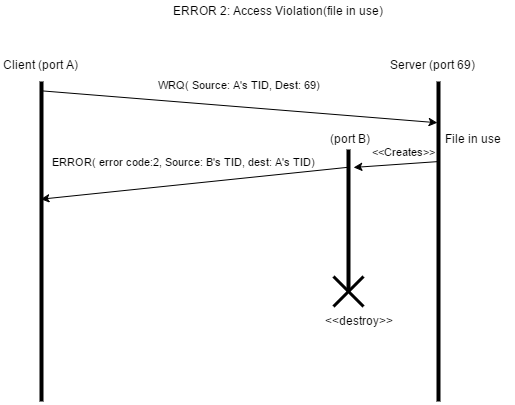 ERROR 2: Access Violation(file in use)
Client (port A)
Server (port 69)
WRQ( Source: A's TID, Dest: 69)
(port B)
File in use
<<Creates>>
ERROR( error code:2, Source: B's TID, dest: A's TID)
<<destroy>>